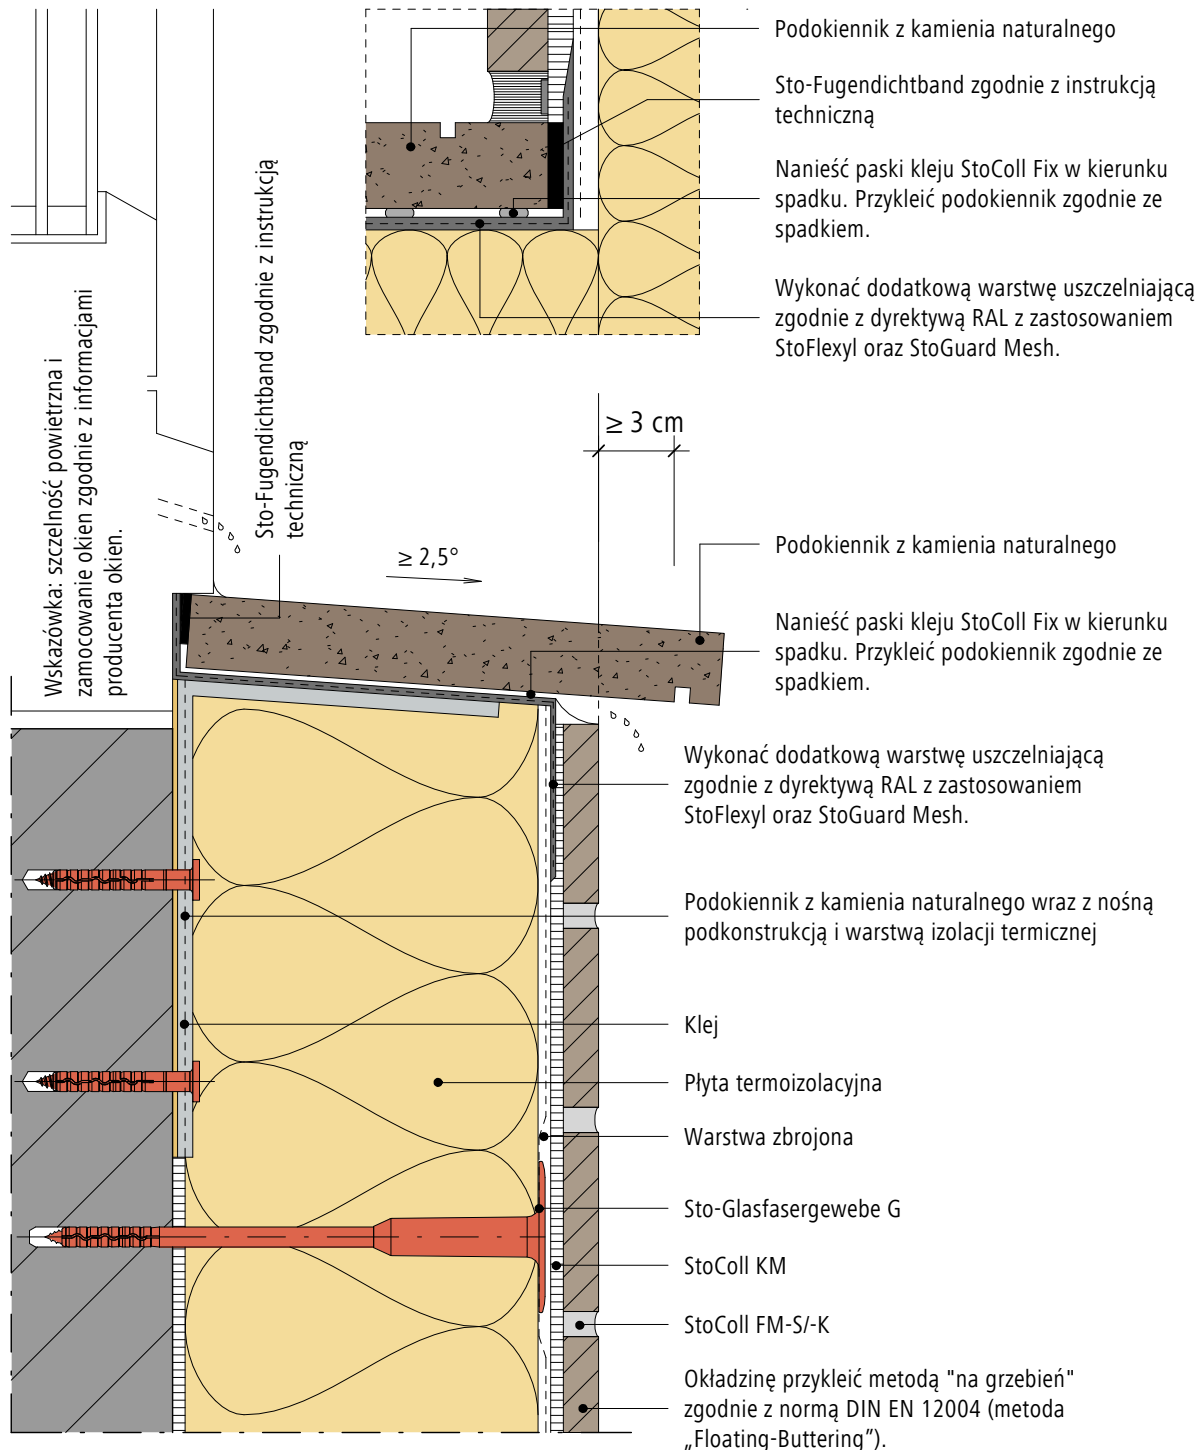 Podokiennik z kamienia naturalnego
Sto-Fugendichtband zgodnie z instrukcją
techniczną
Nanieść paski kleju StoColl Fix w kierunku
spadku. Przykleić podokiennik zgodnie ze
spadkiem.
Wykonać dodatkową warstwę uszczelniającą
zgodnie z dyrektywą RAL z zastosowaniem
StoFlexyl oraz StoGuard Mesh.
Wskazówka: szczelność powietrzna i
zamocowanie okien zgodnie z informacjami
producenta okien.
Sto-Fugendichtband zgodnie z instrukcją
techniczną
≥ 3 cm
≥ 2,5°
Podokiennik z kamienia naturalnego
Nanieść paski kleju StoColl Fix w kierunku
spadku. Przykleić podokiennik zgodnie ze
spadkiem.
Wykonać dodatkową warstwę uszczelniającą
zgodnie z dyrektywą RAL z zastosowaniem
StoFlexyl oraz StoGuard Mesh.
Podokiennik z kamienia naturalnego wraz z nośną
podkonstrukcją i warstwą izolacji termicznej
Klej
Płyta termoizolacyjna
Warstwa zbrojona
Sto-Glasfasergewebe G
StoColl KM
StoColl FM-S/-K
Okładzinę przykleić metodą "na grzebień"
zgodnie z normą DIN EN 12004 (metoda
„Floating-Buttering”).